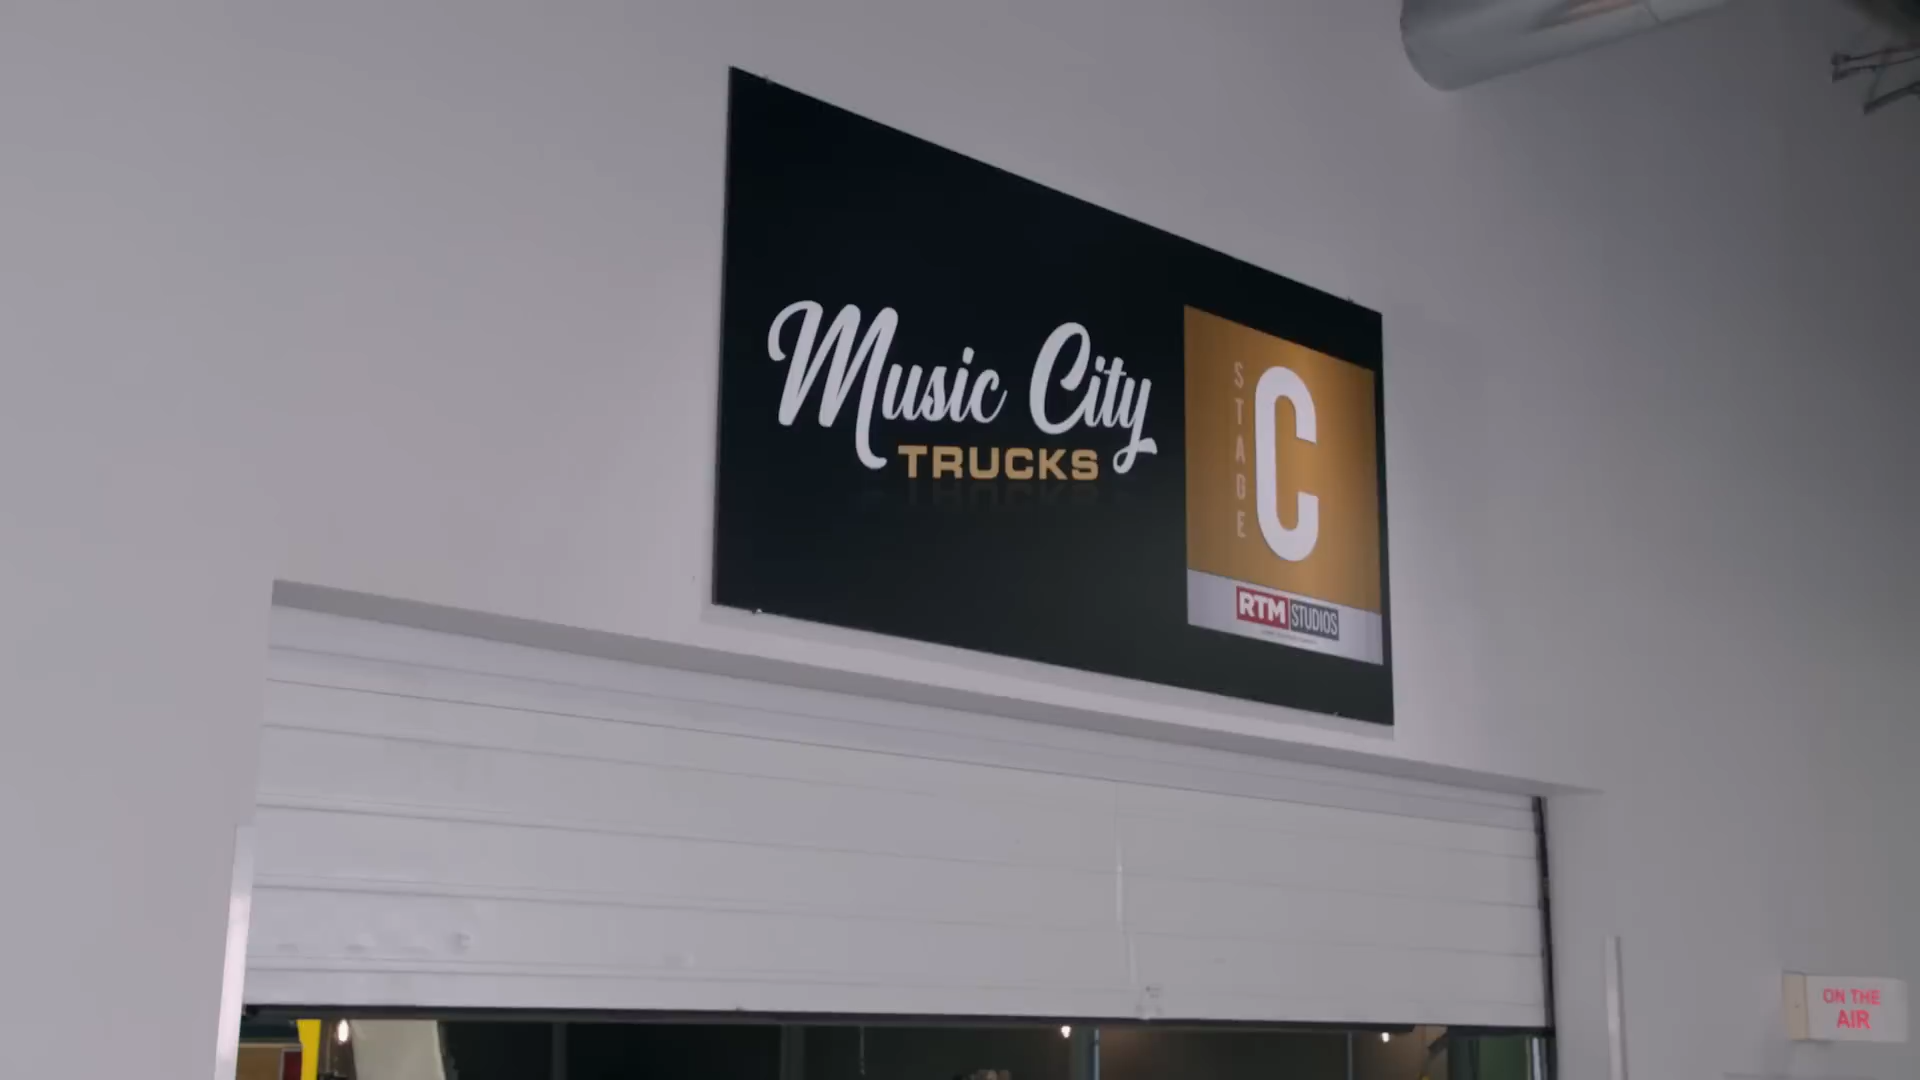 Music City
TRUCKS
STAGE
C
RTM STUDIOS
ON THE
AIR